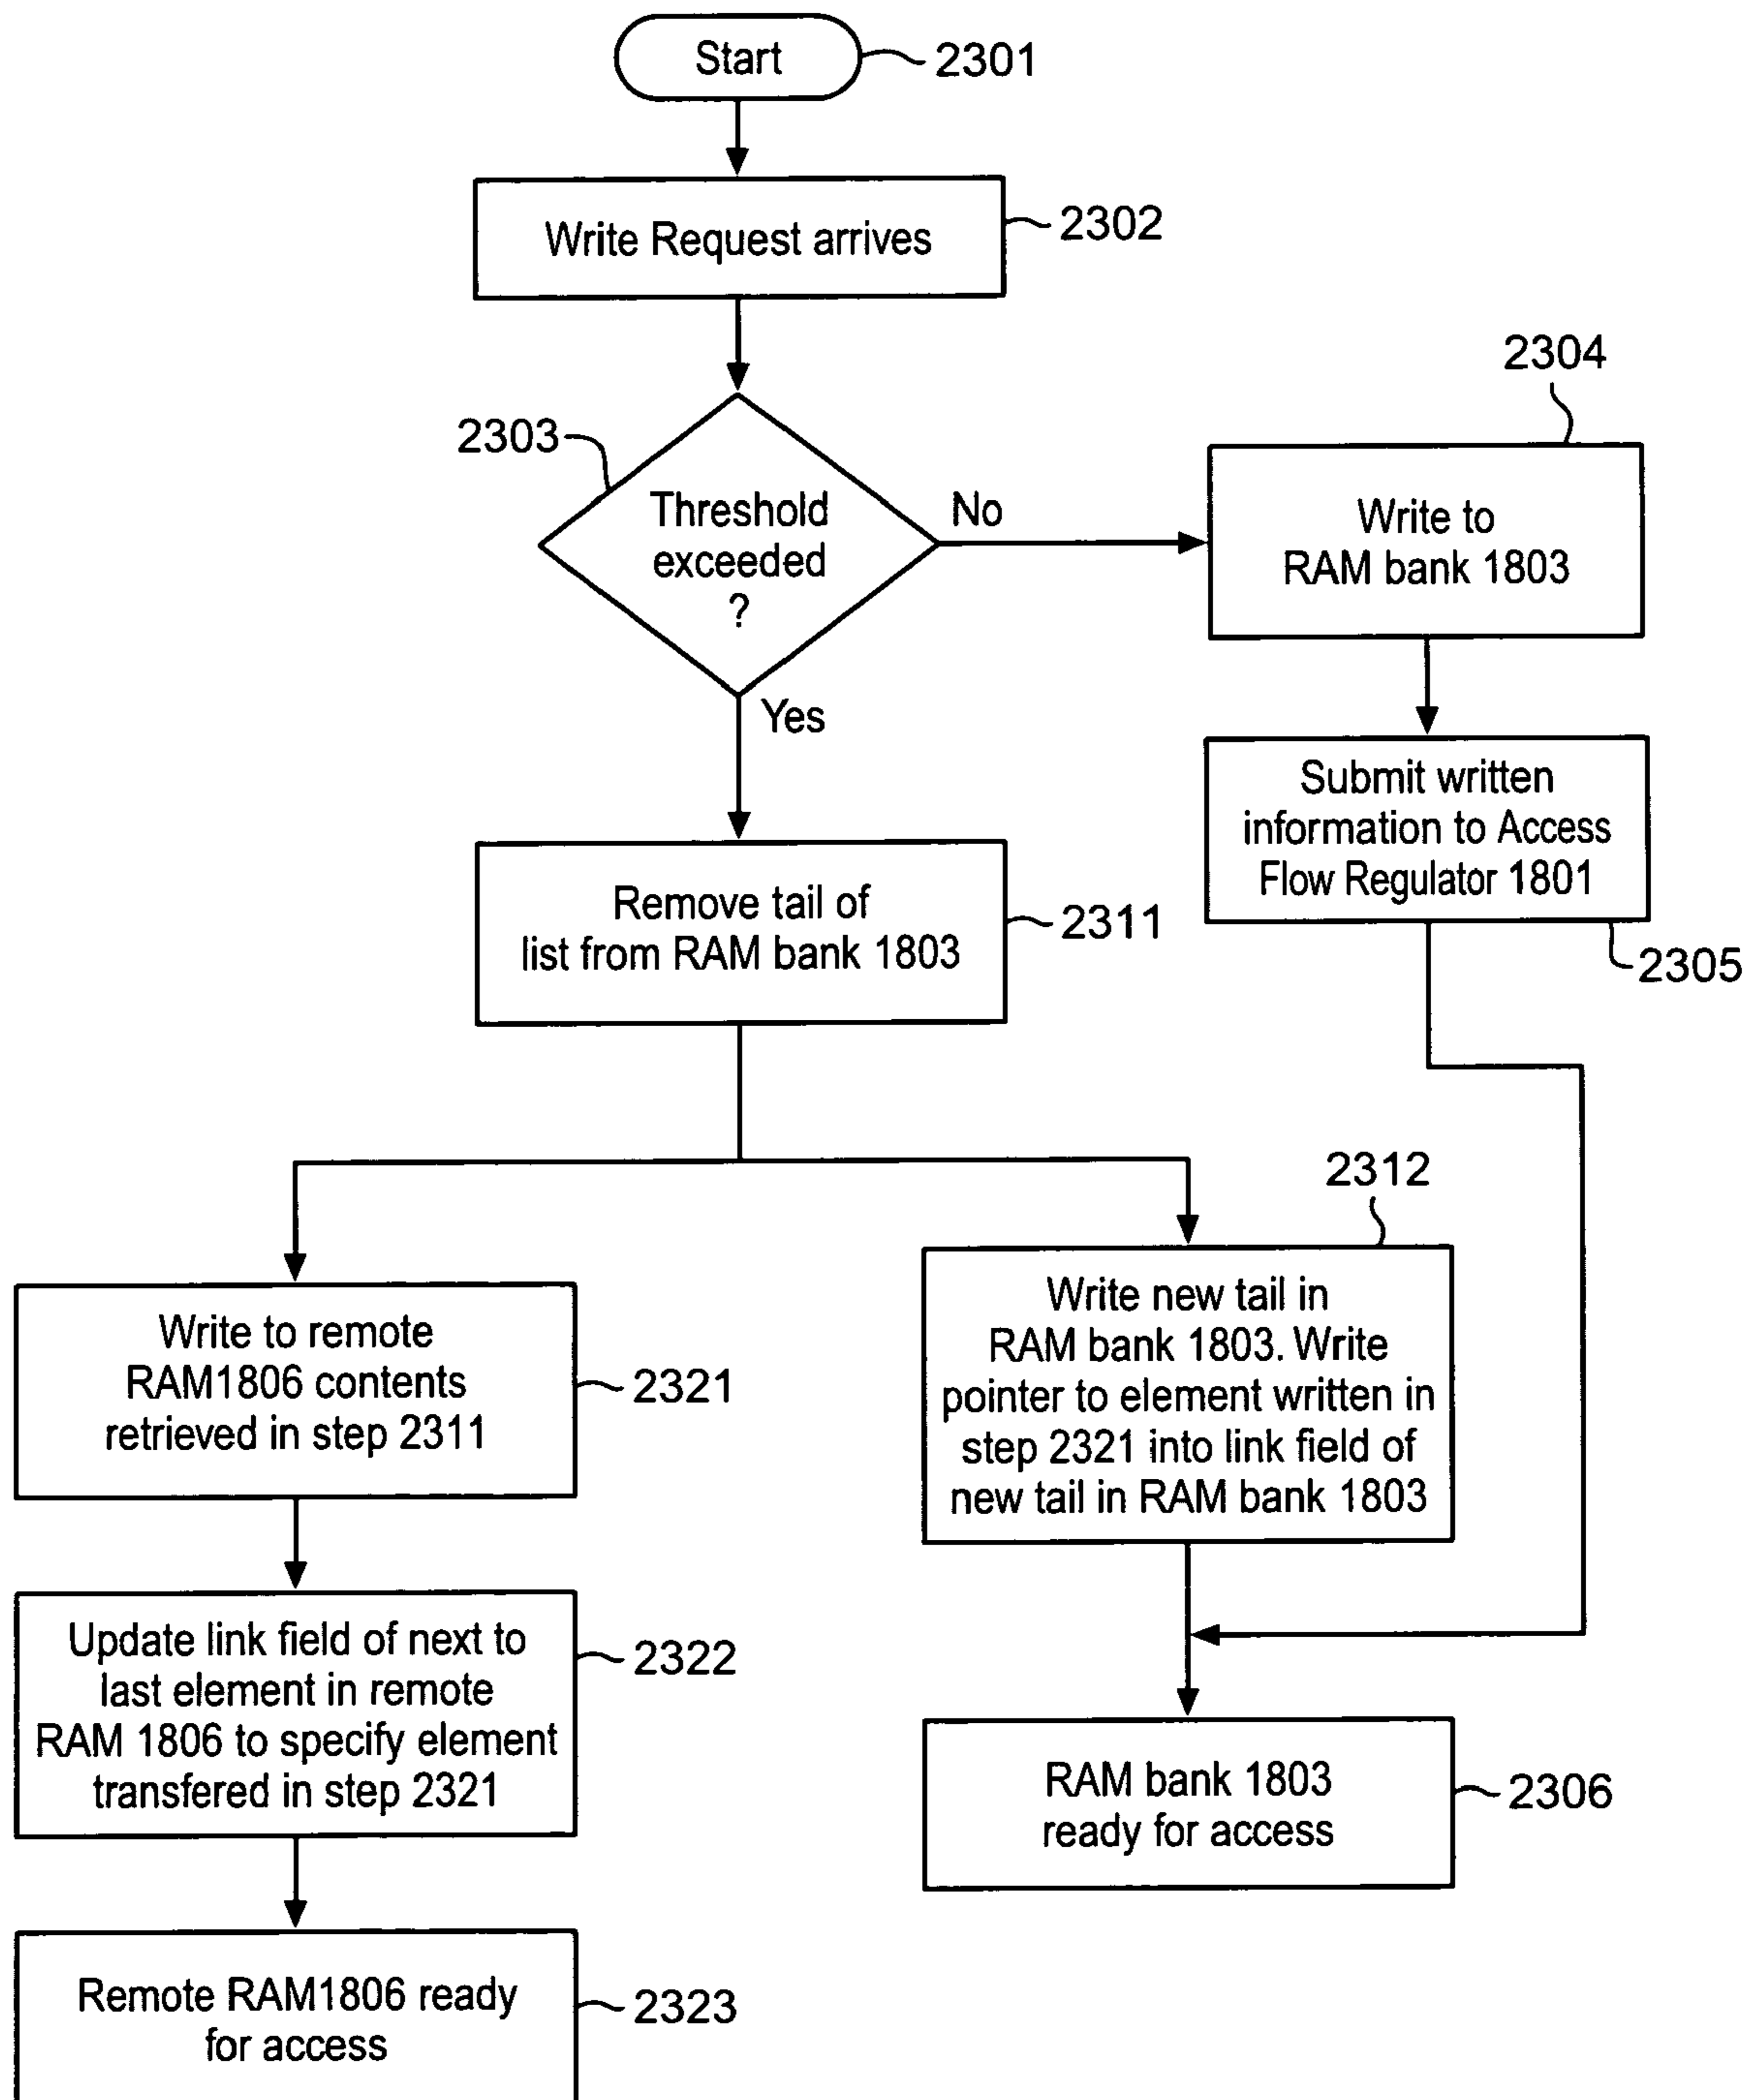 Start
2301
Write Request arrives
2302
2303
Threshold
exceeded
?
No
Yes
2304
Write to
RAM bank 1803
Submit written
information to Access
Flow Regulator 1801
2305
Remove tail of
list from RAM bank 1803
2311
2312
Write new tail in
RAM bank 1803. Write
pointer to element written in
step 2321 into link field of
new tail in RAM bank 1803
Write to remote
RAM1806 contents
retrieved in step 2311
2321
Update link field of next to
last element in remote
RAM 1806 to specify element
transfered in step 2321
2322
RAM bank 1803
ready for access
2306
Remote RAM1806 ready
for access
2323